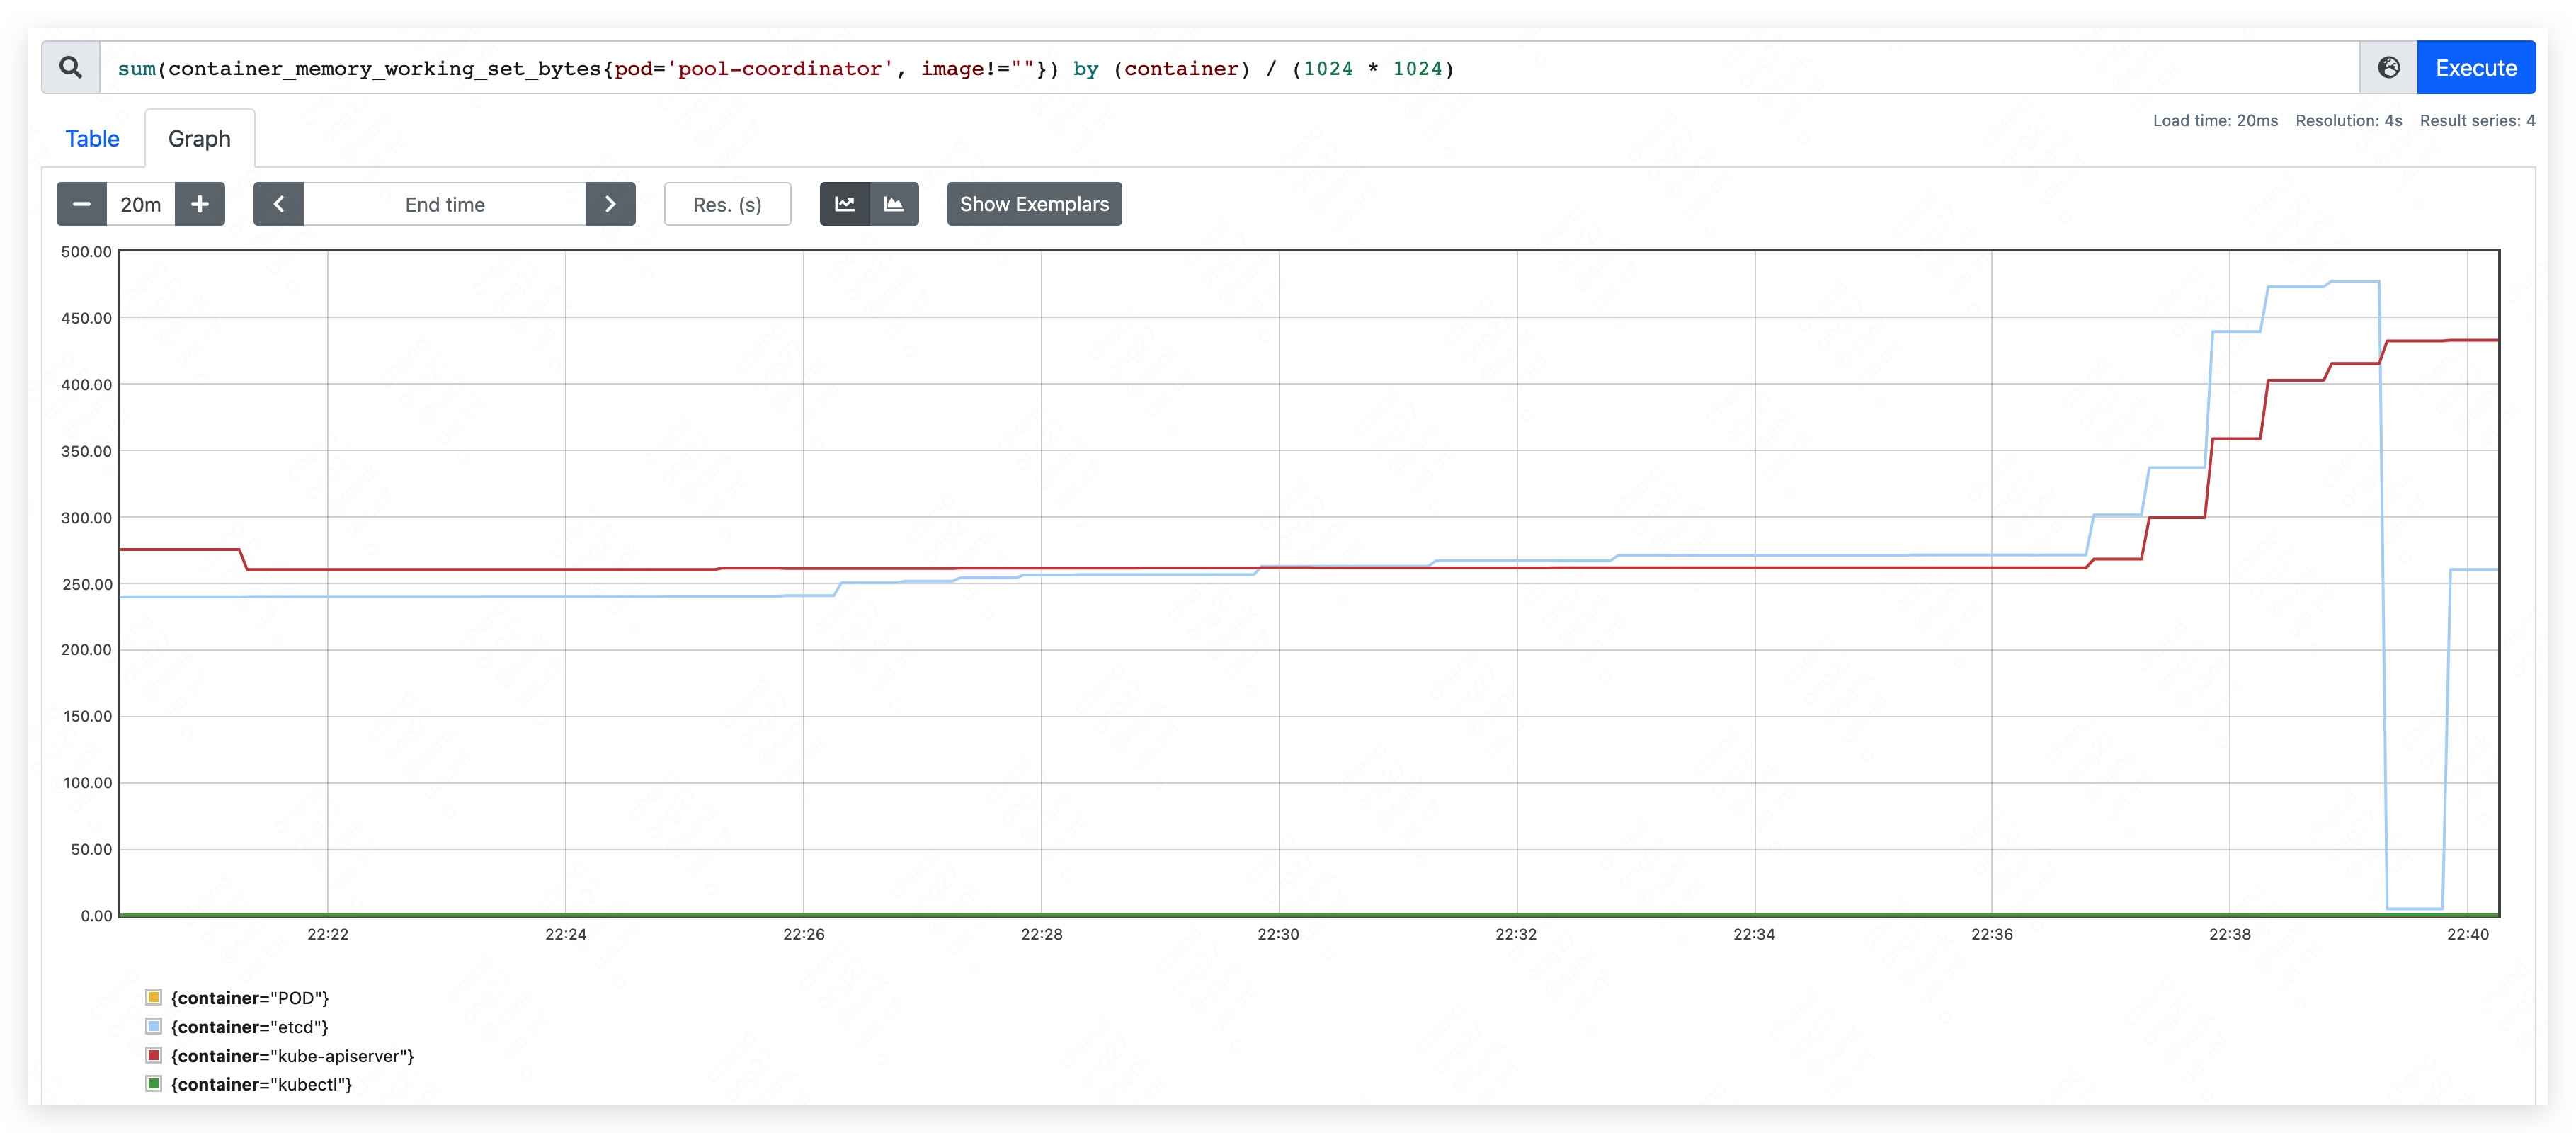 sum(container_memory_working_set_bytes{pod='pool-coordinator', image!=""}) by (container) / (1024 * 1024)
Execute
Table
Graph
Load time: 20ms Resolution: 4s Result series: 4
20m
End time
Res. (s)
Show Exemplars
500.00
450.00
400.00
350.00
300.00
250.00
200.00
150.00
100.00
50.00
0.00
22:22 22:24 22:26 22:28 22:30 22:32 22:34 22:36 22:38 22:40
{container="POD"}
{container="etcd"}
{container="kube-apiserver"}
{container="kubectl"}